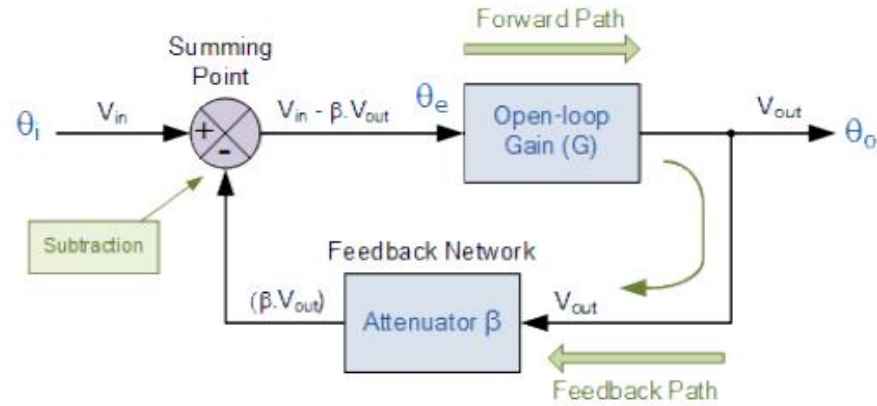 Forward Path
Summing
Point
θi
Vin
+
-
Vin - β.Vout
θe
Open-loop
Gain (G)
Vout
θo
Subtraction
Feedback Network
(β.Vout)
Attenuator β
Vout
Feedback Path